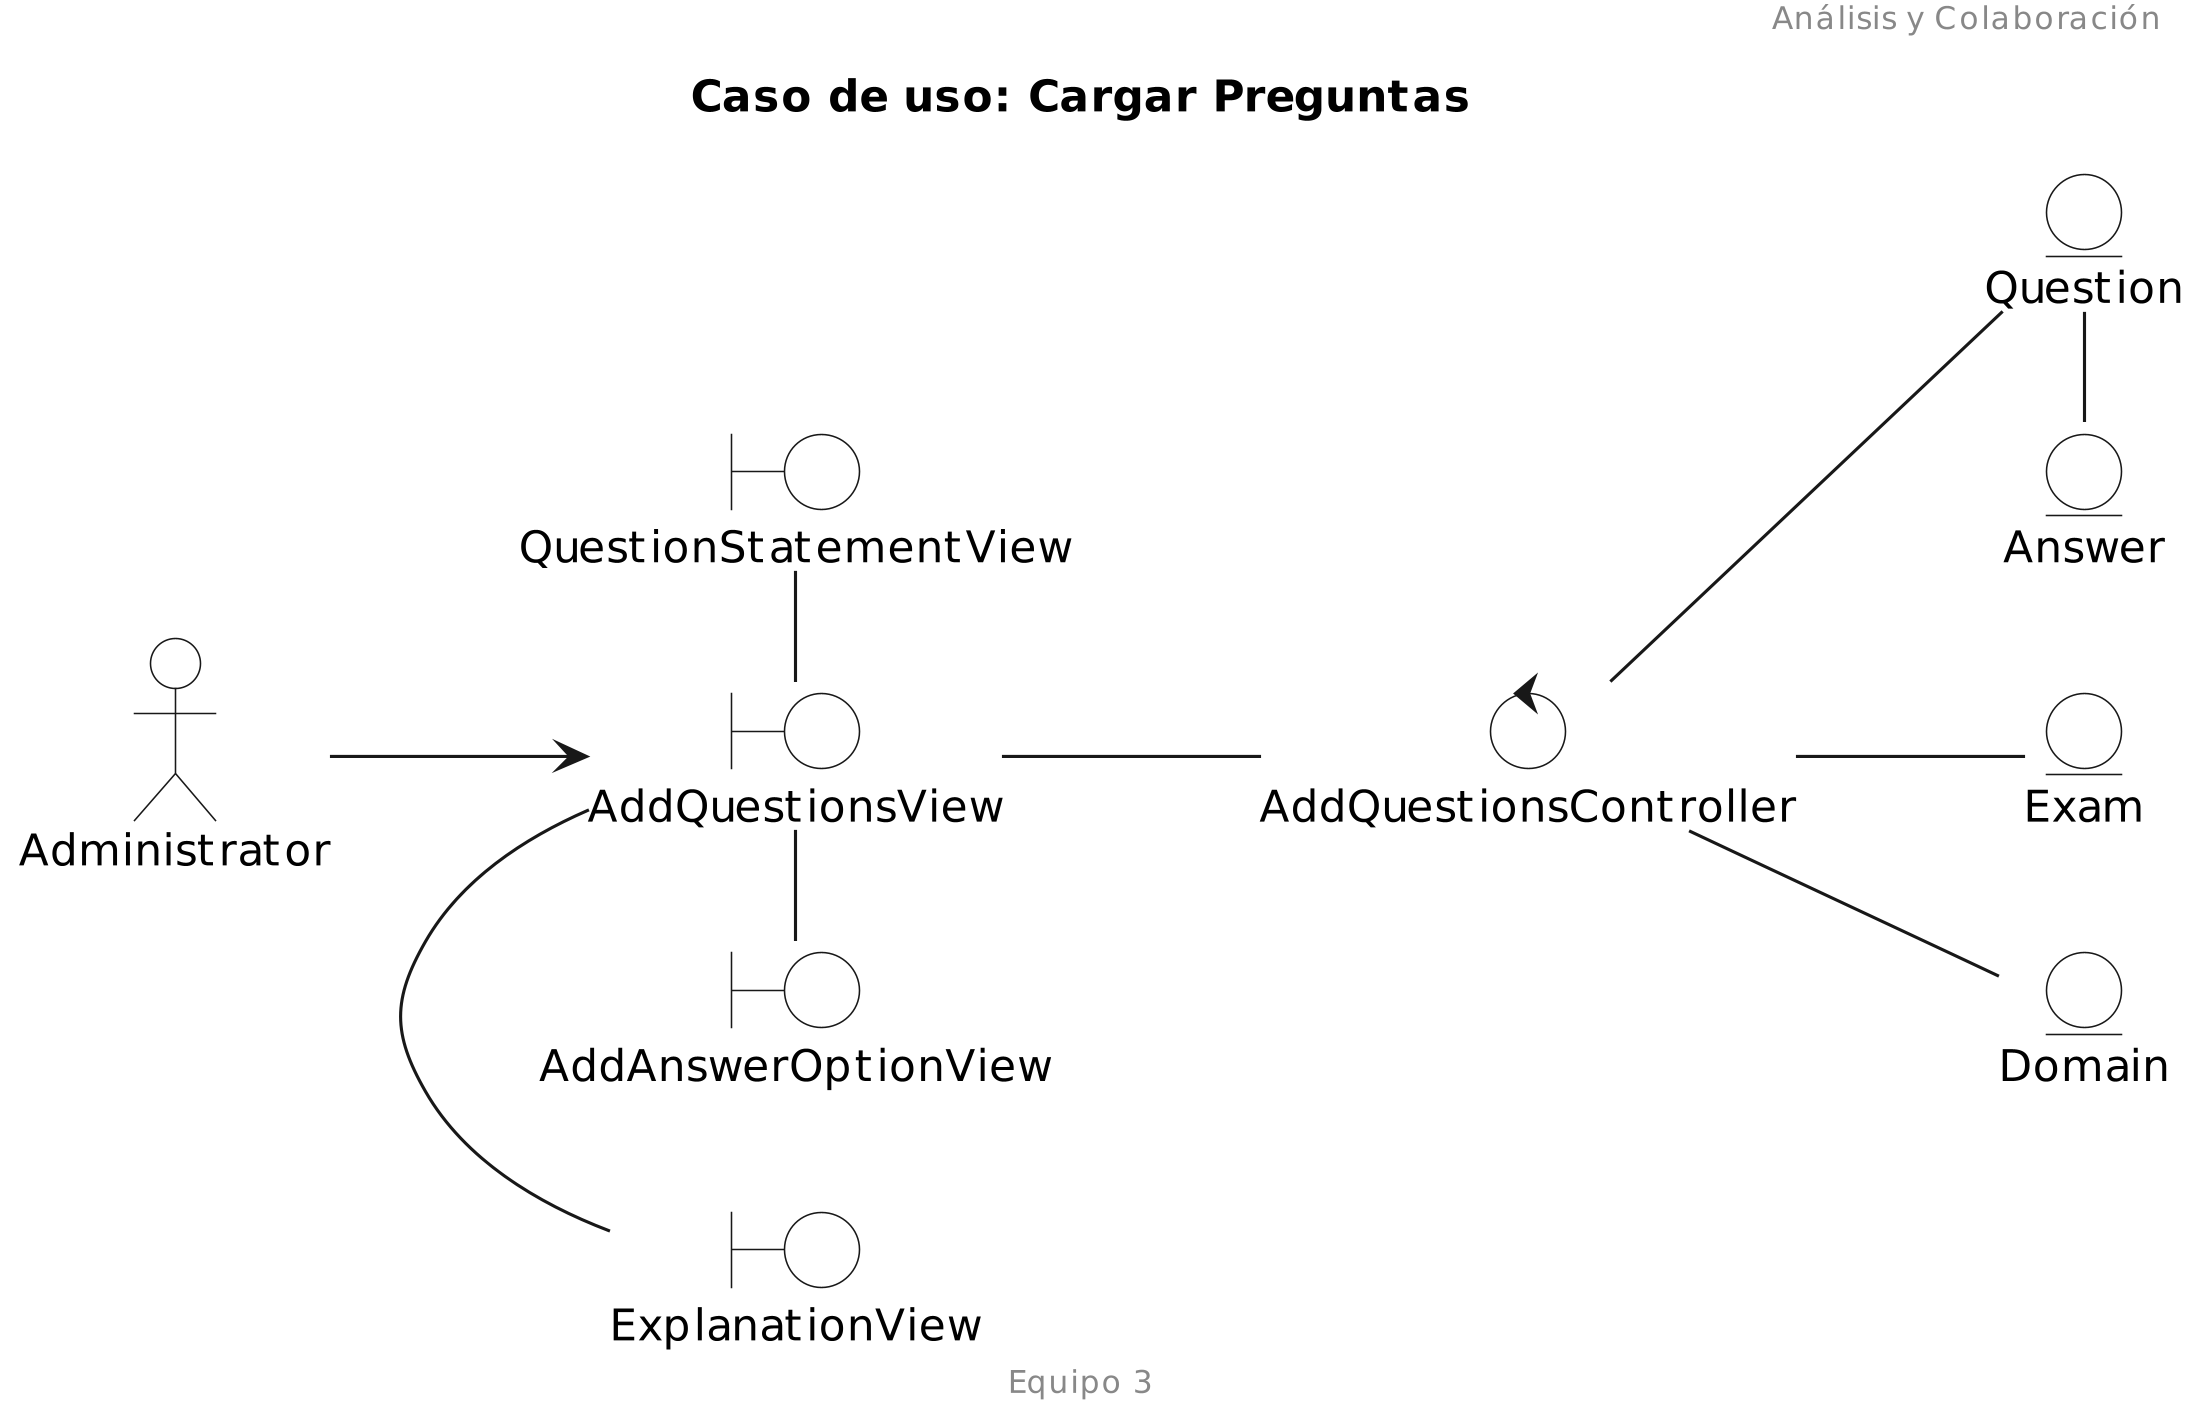 Análisis y Colaboración
Caso de uso: Cargar Preguntas
Question
QuestionStatementView
Answer
Administrator
AddQuestionsView
AddQuestionsController
Exam
AddAnswerOptionView
Domain
ExplanationView
Equipo 3